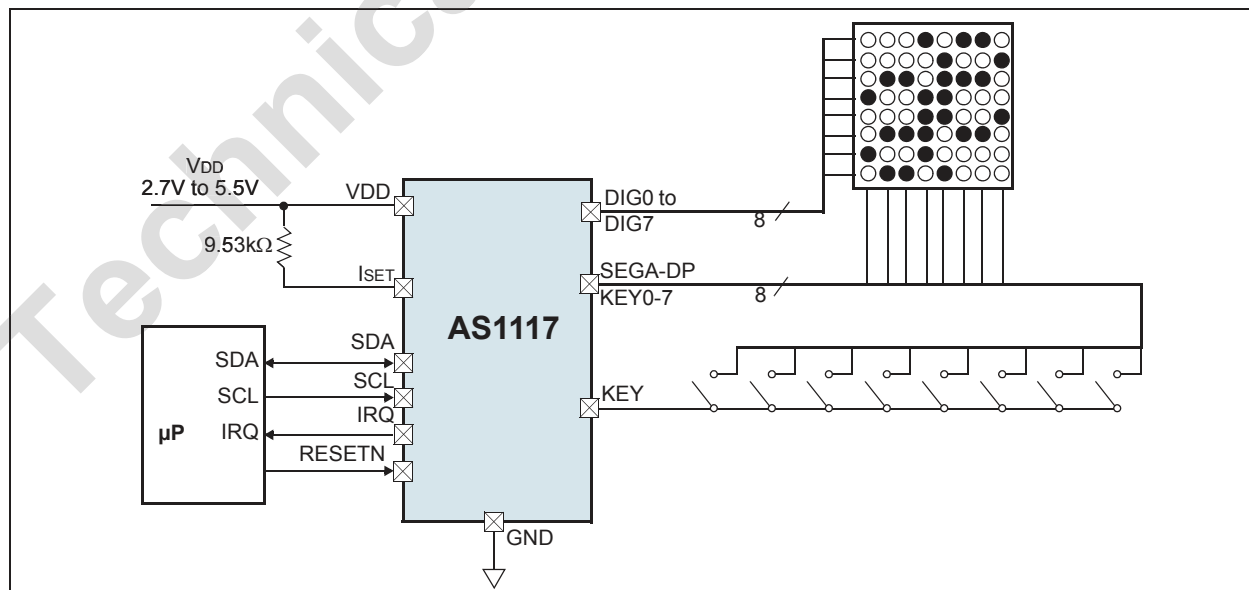 Technica
VDD
2.7V to 5.5V
9.53kΩ
VDD
ISET
SDA
SCL
IRQ
RESETN
AS1117
GND
DIG0 to
DIG7
8
SEGA-DP
KEY0-7
8
KEY
SDA
SCL
µP
IRQ